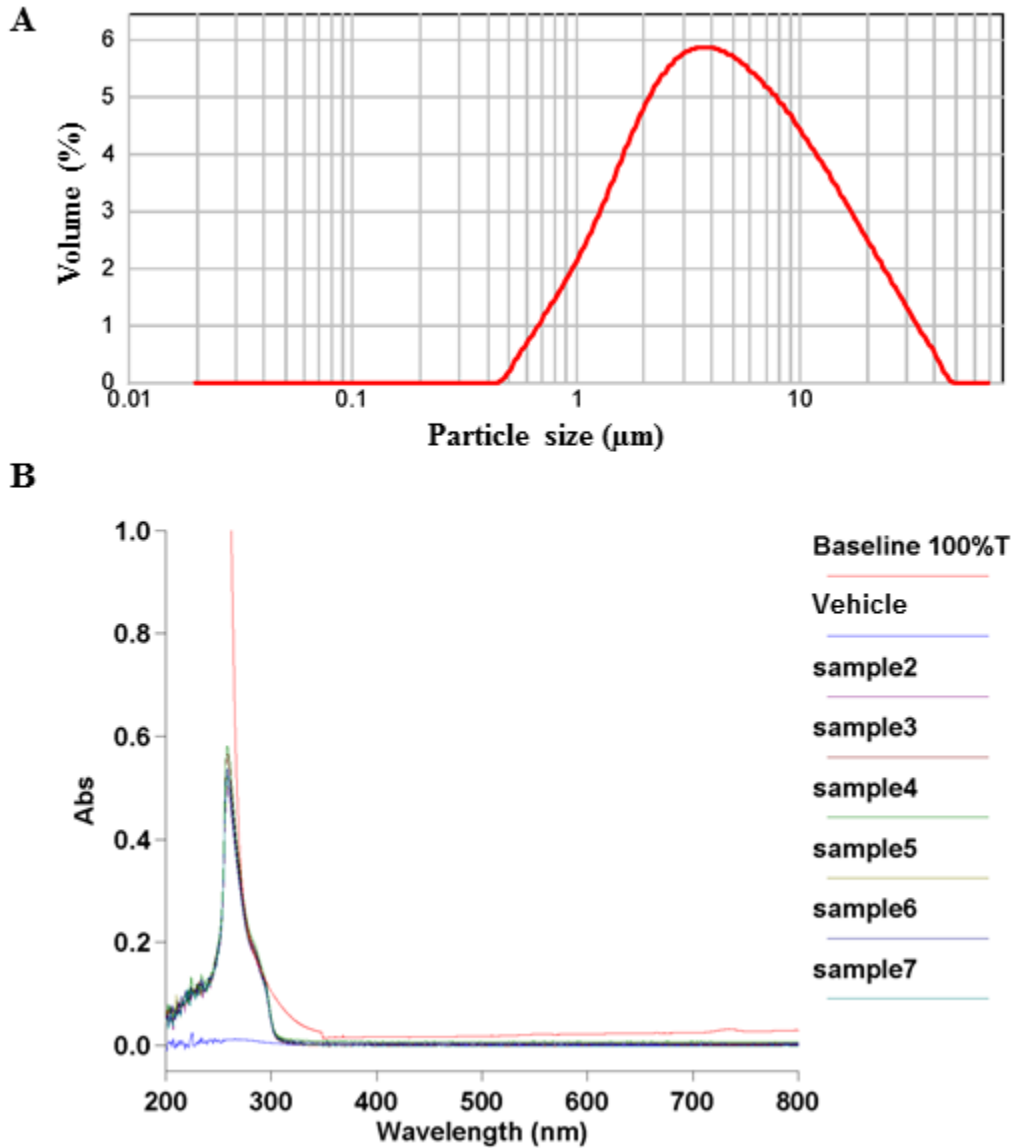 A
6
5
4
3
2
1
0
Volume (%)
0.01 0.1 1 10
Particle size (µm)
B
1.0
0.8
0.6
0.4
0.2
0.0
Abs
200 300 400 500 600 700 800
Wavelength (nm)
Baseline 100%T
Vehicle
sample2
sample3
sample4
sample5
sample6
sample7